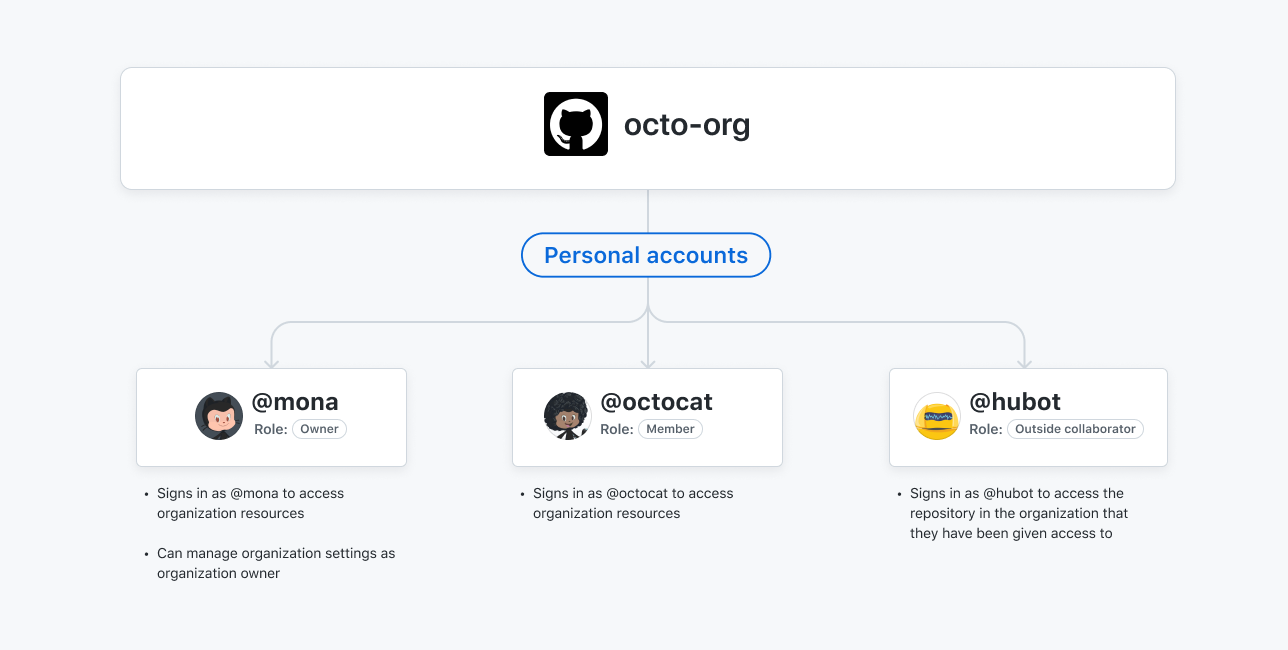 octo-org
Personal accounts
@mona
Role: Owner
• Signs in as @mona to access
organization resources
• Can manage organization settings as
organization owner
@octocat
Role: Member
• Signs in as @octocat to access
organization resources
@hubot
Role: Outside collaborator
• Signs in as @hubot to access the
repository in the organization that
they have been given access to